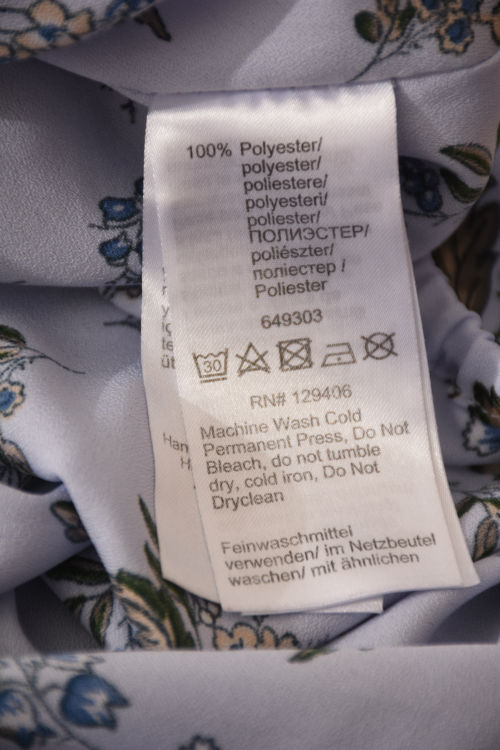 100% Polyester/
polyester/
poliestere/
polyesteri/
poliester/
ПОЛИЭСТЕР/
poliészter/
поліестер /
Poliester
649303
30
RN# 129406
Machine Wash Cold
Permanent Press, Do Not
Bleach, do not tumble
dry, cold iron, Do Not
Dryclean
Feinwaschmittel
verwenden/ im Netzbeutel
waschen/ mit ähnlichen